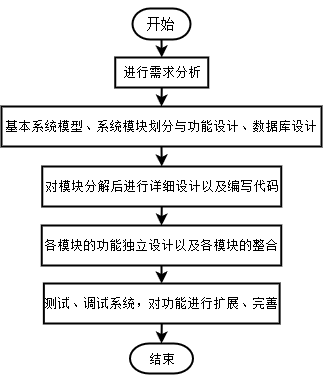 开始
进行需求分析
基本系统模型、系统模块划分与功能设计、数据库设计
对模块分解后进行详细设计以及编写代码
各模块的功能独立设计以及各模块的整合
测试、调试系统，对功能进行扩展、完善
结束